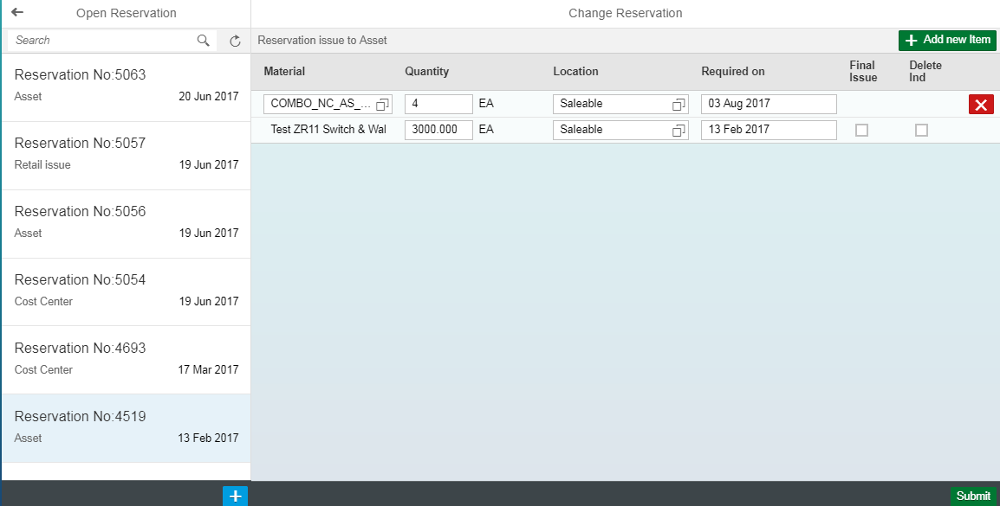 Open Reservation
Change Reservation
Search
Reservation issue to Asset
Add new Item
Reservation No:5063
Asset 20 Jun 2017
Reservation No:5057
Retail issue 19 Jun 2017
Reservation No:5056
Asset 19 Jun 2017
Reservation No:5054
Cost Center 19 Jun 2017
Reservation No:4693
Cost Center 17 Mar 2017
Reservation No:4519
Asset 13 Feb 2017
Material Quantity Location Required on Final Issue Delete Ind
COMBO_NC_AS_... 4 EA Saleable 03 Aug 2017
Test ZR11 Switch & Wal 3000.000 EA Saleable 13 Feb 2017
Submit